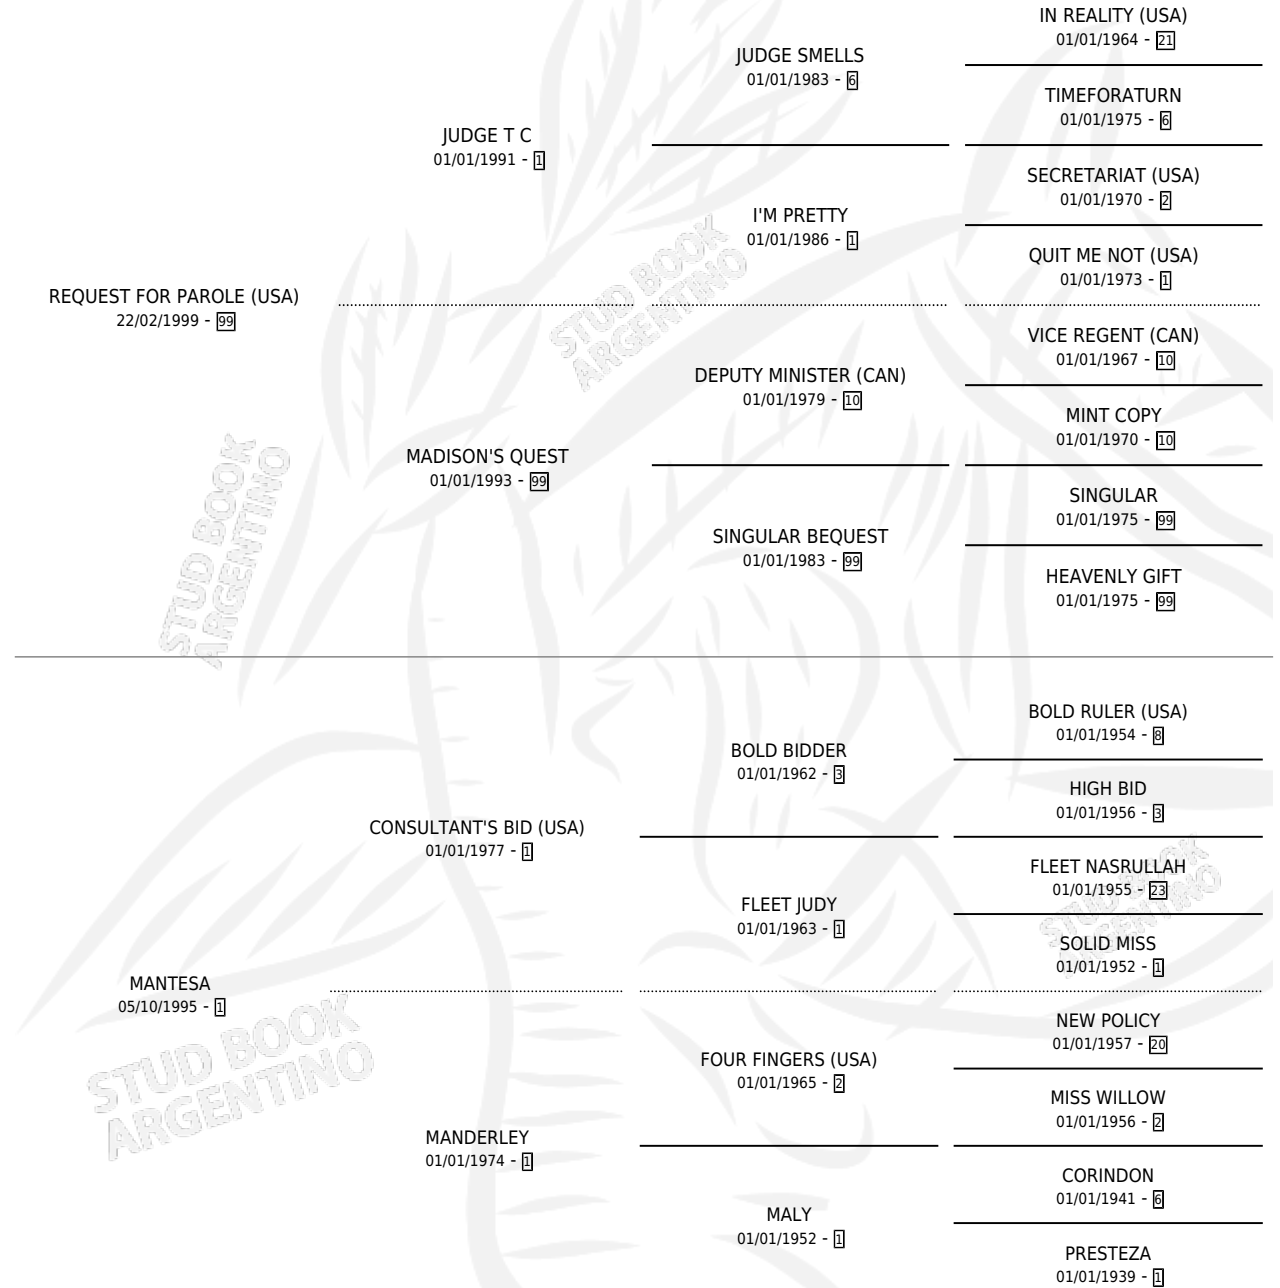 IN REALITY (USA)
01/01/1964 - 21
JUDGE SMELLS
01/01/1983 - 6
TIMEFORATURN
01/01/1975 - 6
JUDGE T C
01/01/1991 - 1
SECRETARIAT (USA)
01/01/1970 - 2
I'M PRETTY
01/01/1986 - 1
QUIT ME NOT (USA)
01/01/1973 - 1
REQUEST FOR PAROLE (USA)
22/02/1999 - 99
STUD BOOK
ARGENTINO
VICE REGENT (CAN)
01/01/1967 - 10
DEPUTY MINISTER (CAN)
01/01/1979 - 10
MINT COPY
01/01/1970 - 10
MADISON'S QUEST
01/01/1993 - 99
SINGULAR
01/01/1975 - 99
SINGULAR BEQUEST
01/01/1983 - 99
HEAVENLY GIFT
01/01/1975 - 99
STUD BOOK
ARGENTINO
BOLD RULER (USA)
01/01/1954 - 8
BOLD BIDDER
01/01/1962 - 3
HIGH BID
01/01/1956 - 3
CONSULTANT'S BID (USA)
01/01/1977 - 1
FLEET NASRULLAH
01/01/1955 - 23
FLEET JUDY
01/01/1963 - 1
STUD BOOK
ARGENTINO
SOLID MISS
01/01/1952 - 1
MANTESA
05/10/1995 - 1
NEW POLICY
01/01/1957 - 20
FOUR FINGERS (USA)
01/01/1965 - 2
STUD BOOK
ARGENTINO
MISS WILLOW
01/01/1956 - 2
MANDERLEY
01/01/1974 - 1
CORINDON
01/01/1941 - 6
MALY
01/01/1952 - 1
PRESTEZA
01/01/1939 - 1